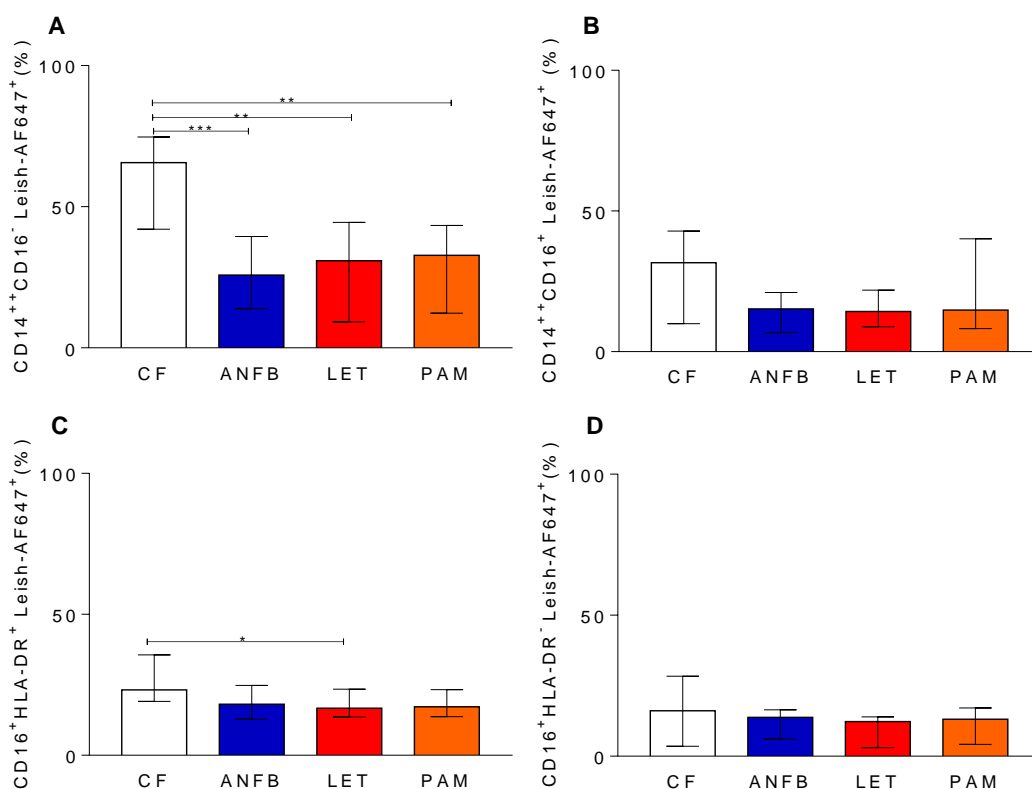 A
CD14⁺⁺CD16⁻ Leish-AF647⁺ (%)
100
50
0
**
**
***
CF ANFB LET PAM
B
CD14⁺⁺CD16⁺ Leish-AF647⁺ (%)
100
50
0
CF ANFB LET PAM
C
CD16⁺HLA-DR⁺ Leish-AF647⁺(%)
100
50
0
*
CF ANFB LET PAM
D
CD16⁺HLA-DR⁻ Leish-AF647⁺(%)
100
50
0
CF ANFB LET PAM